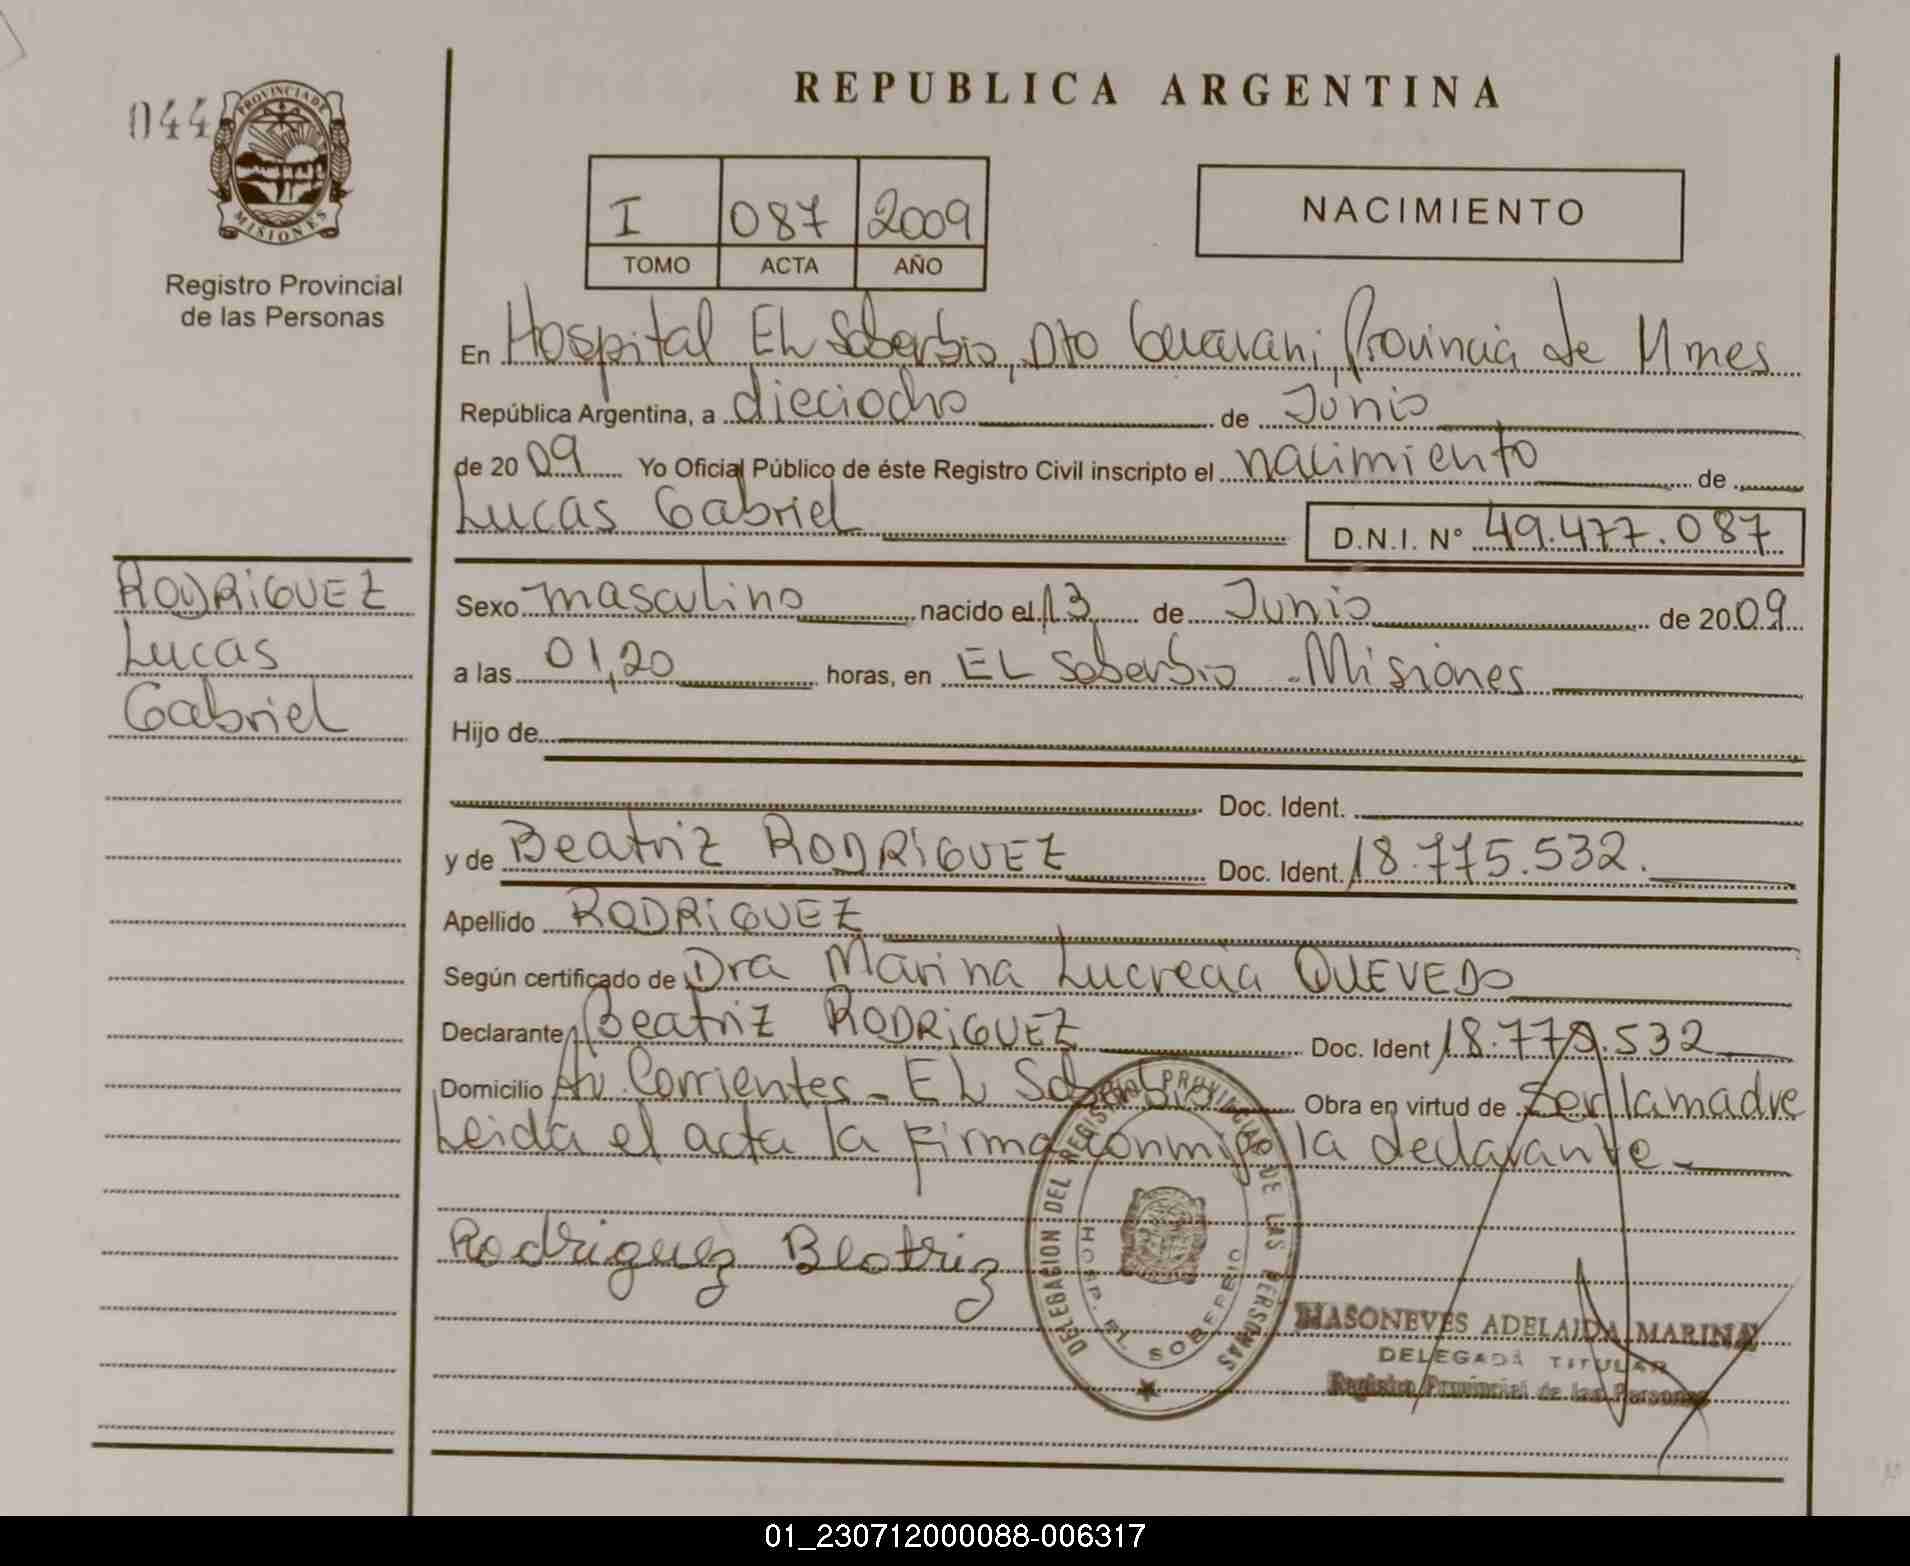 REPUBLICA ARGENTINA
044
PROVINCIA DE MISIONES
Registro Provincial
de las Personas
I 087 2009
TOMO ACTA AÑO
NACIMIENTO
En Hospital El Soberbio, Dto Guarani, Provincia de Mnes
República Argentina, a dieciocho de Junio
de 2009 Yo Oficial Público de éste Registro Civil inscripto el nacimiento de
Lucas Gabriel D.N.I. N° 49.477.087
RODRIGUEZ
Lucas
Gabriel
Sexo masculino nacido el 13 de Junio de 2009
a las 01,20 horas, en EL Soberbio - Misiones
Hijo de
Doc. Ident.
y de Beatriz RODRIGUEZ Doc. Ident. 18.775.532.
Apellido RODRIGUEZ
Según certificado de Dra Marina Lucrecia QUEVEDO
Declarante Beatriz RODRIGUEZ Doc. Ident 18.775.532
Domicilio Av. Corrientes - EL Soberbio Obra en virtud de ser la madre
Leida el acta la firma conmigo la declarante -
Rodriguez Beatriz
DELEGACION DEL REGISTRO PROVINCIAL DE LAS PERSONAS
HOSP. EL SOBERBIO
MASONEVES ADELAIDA MARINA
DELEGADA TITULAR
Registro Provincial de las Personas
01_230712000088-006317